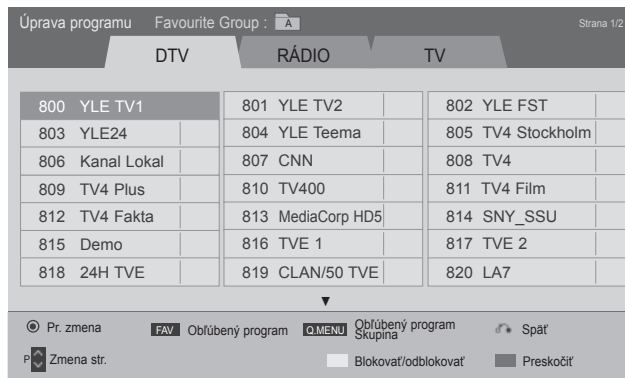 Úprava programu Favourite Group : A Strana 1/2
DTV RÁDIO TV
800 YLE TV1 801 YLE TV2 802 YLE FST
803 YLE24 804 YLE Teema 805 TV4 Stockholm
806 Kanal Lokal 807 CNN 808 TV4
809 TV4 Plus 810 TV400 811 TV4 Film
812 TV4 Fakta 813 MediaCorp HD5 814 SNY_SSU
815 Demo 816 TVE 1 817 TVE 2
818 24H TVE 819 CLAN/50 TVE 820 LA7
Pr. zmena FAV Obľúbený program Q.MENU Obľúbený program Skupina Späť
P Zmena str. Blokovať/odblokovať Preskočiť